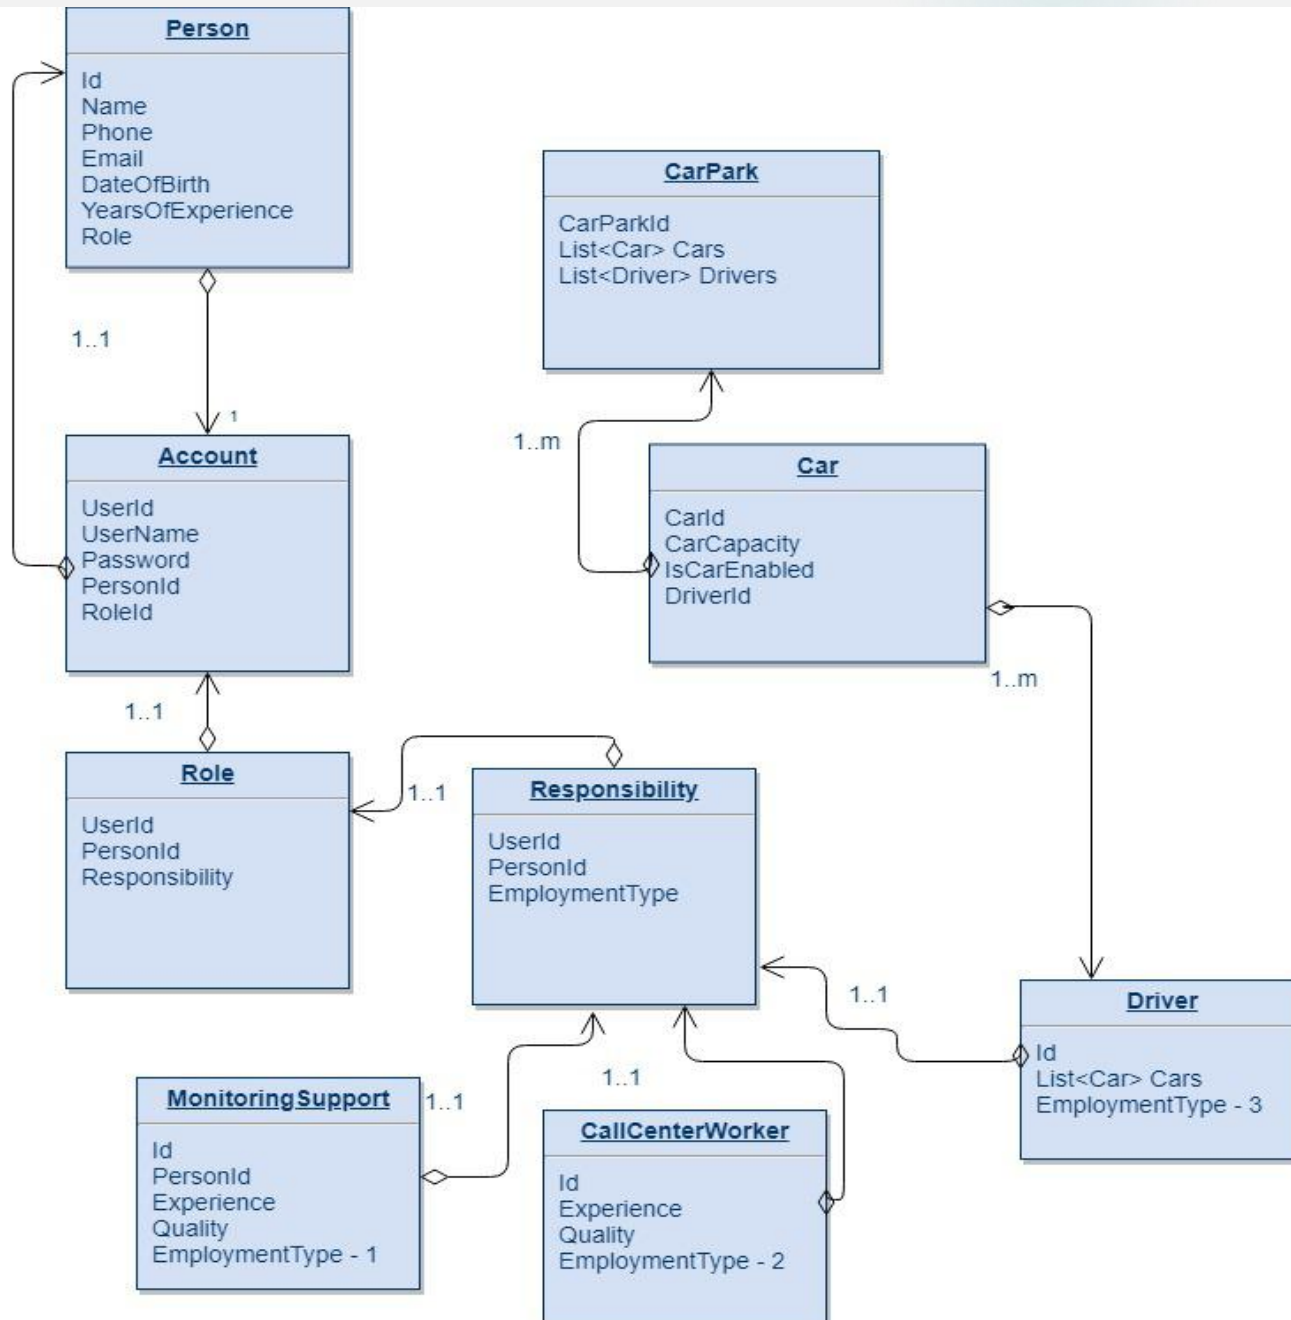 Person
Id
Name
Phone
Email
DateOfBirth
YearsOfExperience
Role
1..1
1
Account
UserId
UserName
Password
PersonId
RoleId
1..1
Role
UserId
PersonId
Responsibility
CarPark
CarParkId
List<Car> Cars
List<Driver> Drivers
1..m
Car
CarId
CarCapacity
IsCarEnabled
DriverId
1..m
1..1
Responsibility
UserId
PersonId
EmploymentType
1..1
Driver
Id
List<Car> Cars
EmploymentType - 3
MonitoringSupport
Id
PersonId
Experience
Quality
EmploymentType - 1
1..1
1..1
CallCenterWorker
Id
Experience
Quality
EmploymentType - 2